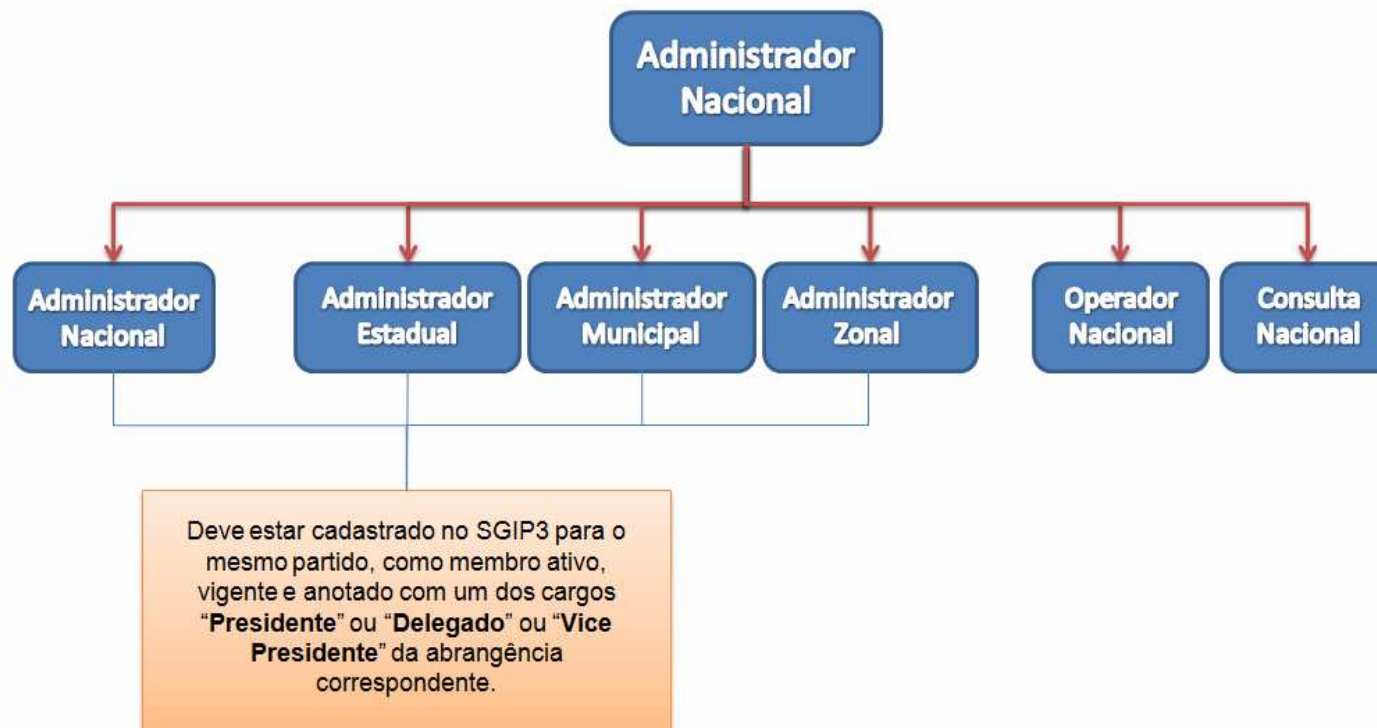 Administrador
Nacional
Administrador
Nacional
Administrador
Estadual
Administrador
Municipal
Administrador
Zonal
Operador
Nacional
Consulta
Nacional
Deve estar cadastrado no SGIP3 para o
mesmo partido, como membro ativo,
vigente e anotado com um dos cargos
“Presidente” ou “Delegado” ou “Vice
Presidente” da abrangência
correspondente.